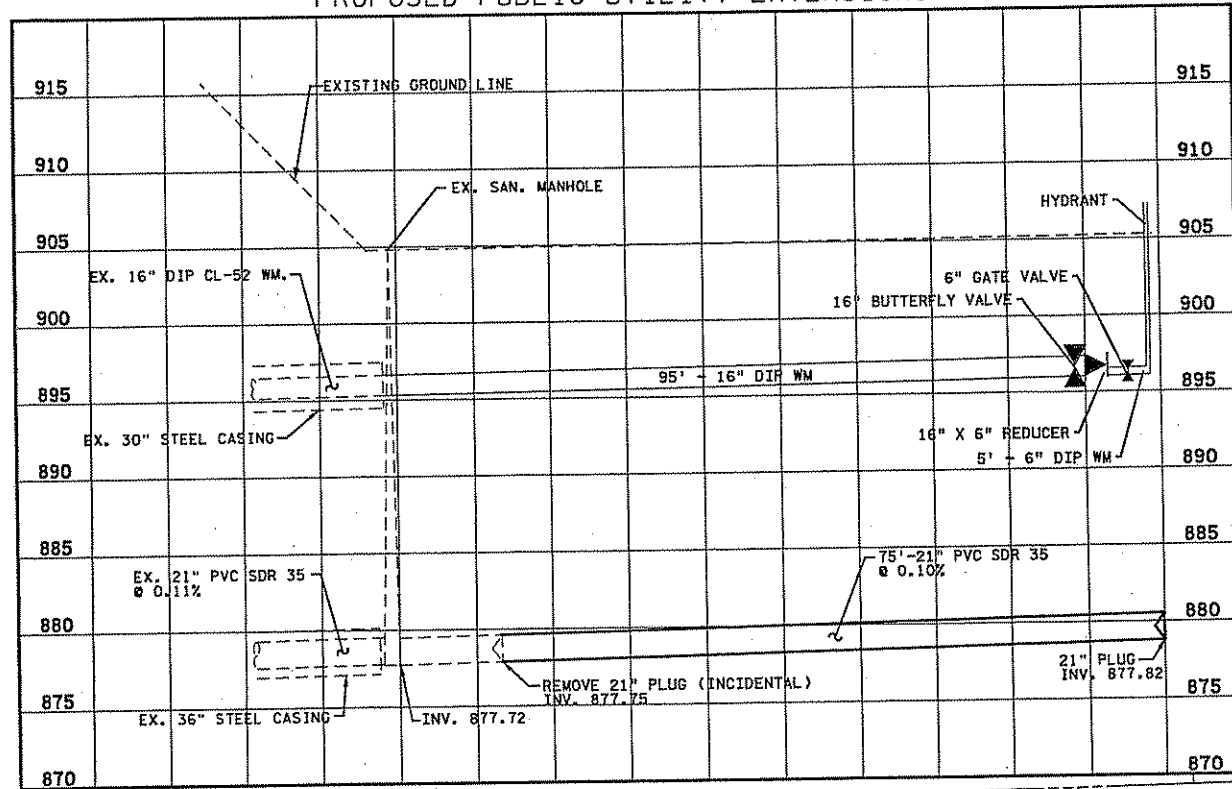 PROPOSED PUBLIC UTILITY EXTENSIONS
915
915
EXISTING GROUND LINE
910
910
EX. SAN. MANHOLE
HYDRANT
905
905
EX. 16" DIP CL-52 WM.
6" GATE VALVE
16" BUTTERFLY VALVE
900
900
95' - 16" DIP WM
895
895
EX. 30" STEEL CASING
16" X 6" REDUCER
5' - 6" DIP WM
890
890
885
885
EX. 21" PVC SDR 35
@ 0.11%
75'-21" PVC SDR 35
@ 0.10%
880
880
21" PLUG
INV. 877.82
REMOVE 21" PLUG (INCIDENTAL)
INV. 877.75
875
875
EX. 36" STEEL CASING
INV. 877.72
870
870